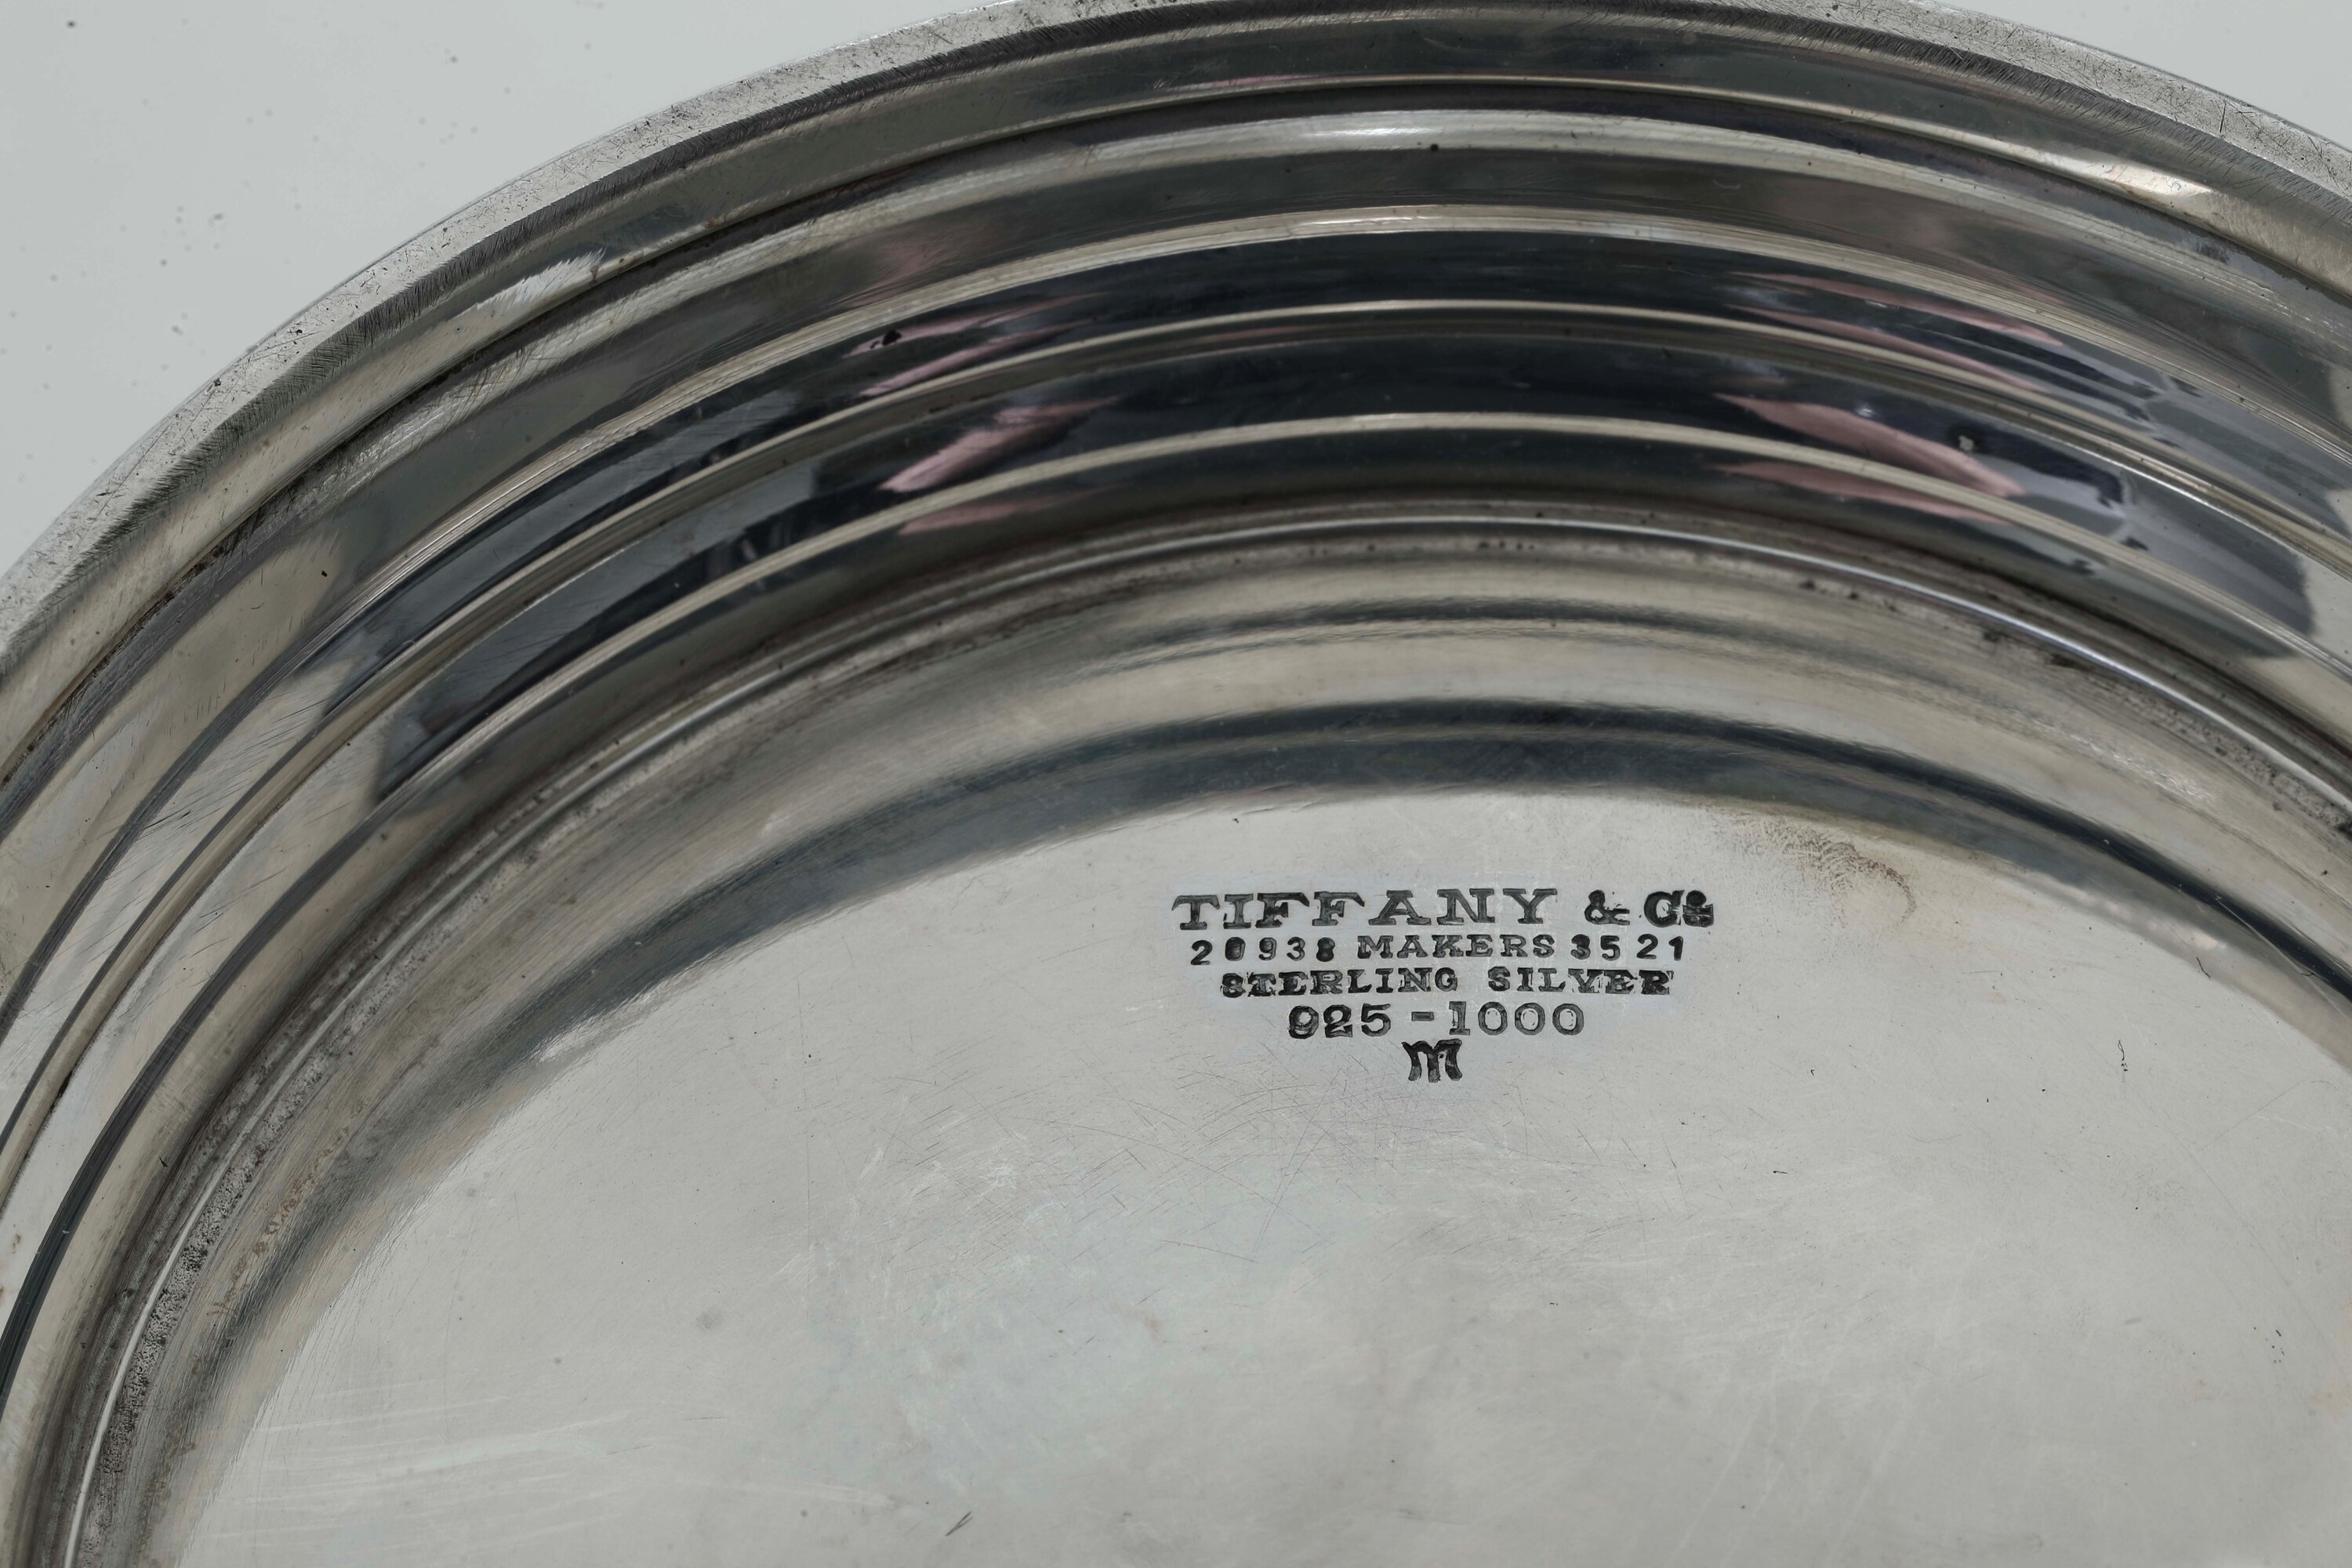 TIFFANY & Co
20938 MAKERS 3521
STERLING SILVER
925-1000
M